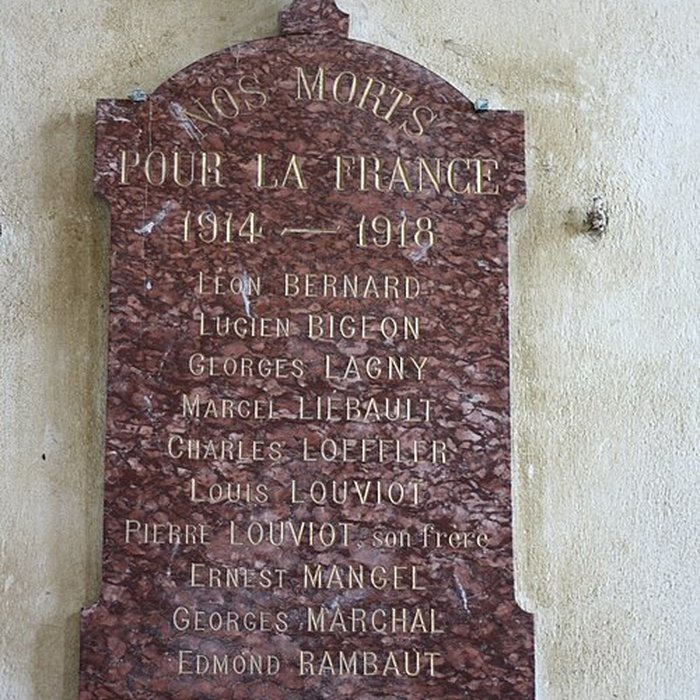 NOS MORTS
POUR LA FRANCE
1914 — 1918
Léon BERNARD
Lucien BIGEON
Georges LAGNY
Marcel LIEBAULT
Charles LOEFFLER
Louis LOUVIOT
Pierre LOUVIOT, son frère
Ernest MANGEL
Georges MARCHAL
Edmond RAMBAUT